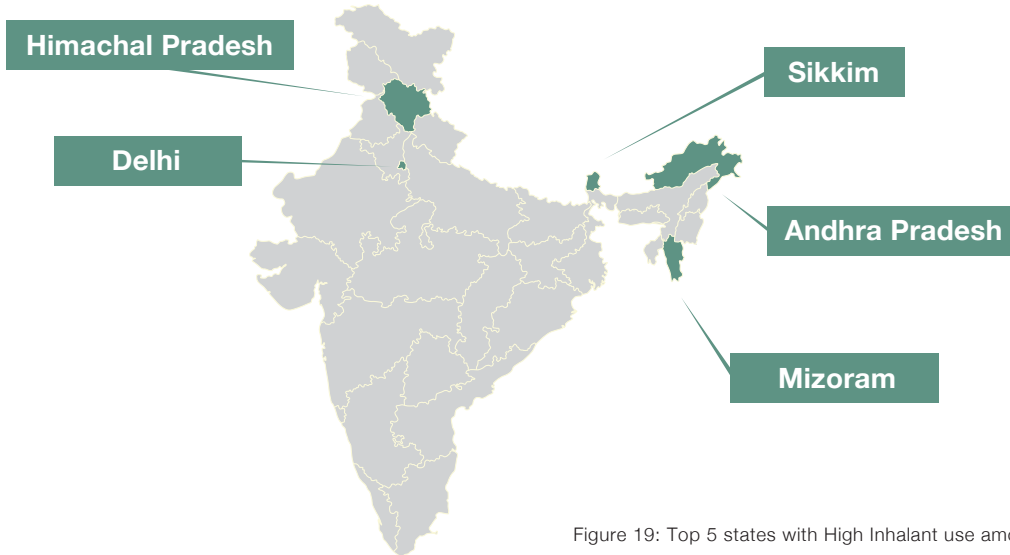 Himachal Pradesh
Sikkim
Delhi
Andhra Pradesh
Mizoram
Figure 19: Top 5 states with High Inhalant use